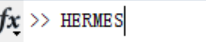 fx >> HERMES